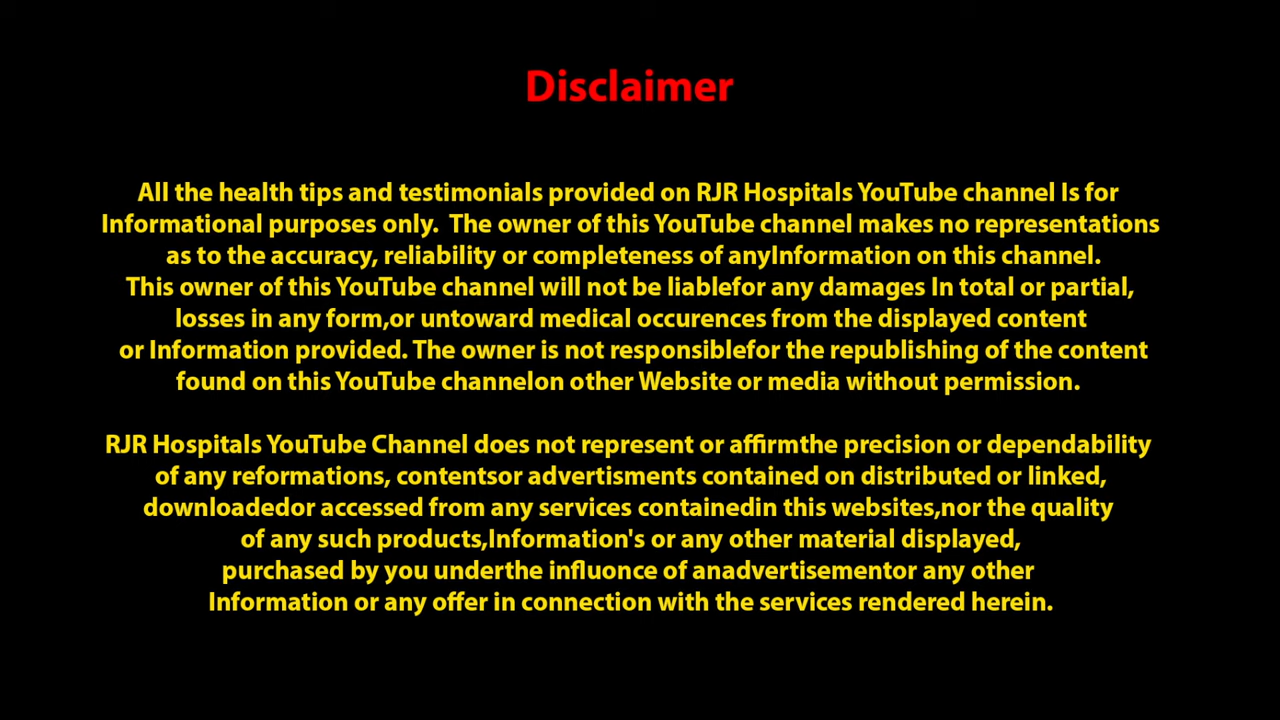 Disclaimer
All the health tips and testimonials provided on RJR Hospitals YouTube channel Is for
Informational purposes only.  The owner of this YouTube channel makes no representations
as to the accuracy, reliability or completeness of anyInformation on this channel.
This owner of this YouTube channel will not be liablefor any damages In total or partial,
losses in any form,or untoward medical occurences from the displayed content
or Information provided. The owner is not responsiblefor the republishing of the content
found on this YouTube channelon other Website or media without permission.
RJR Hospitals YouTube Channel does not represent or affirmthe precision or dependability
of any reformations, contentsor advertisments contained on distributed or linked,
downloadedor accessed from any services containedin this websites,nor the quality
of any such products,Information's or any other material displayed,
purchased by you underthe influonce of anadvertisementor any other
Information or any offer in connection with the services rendered herein.